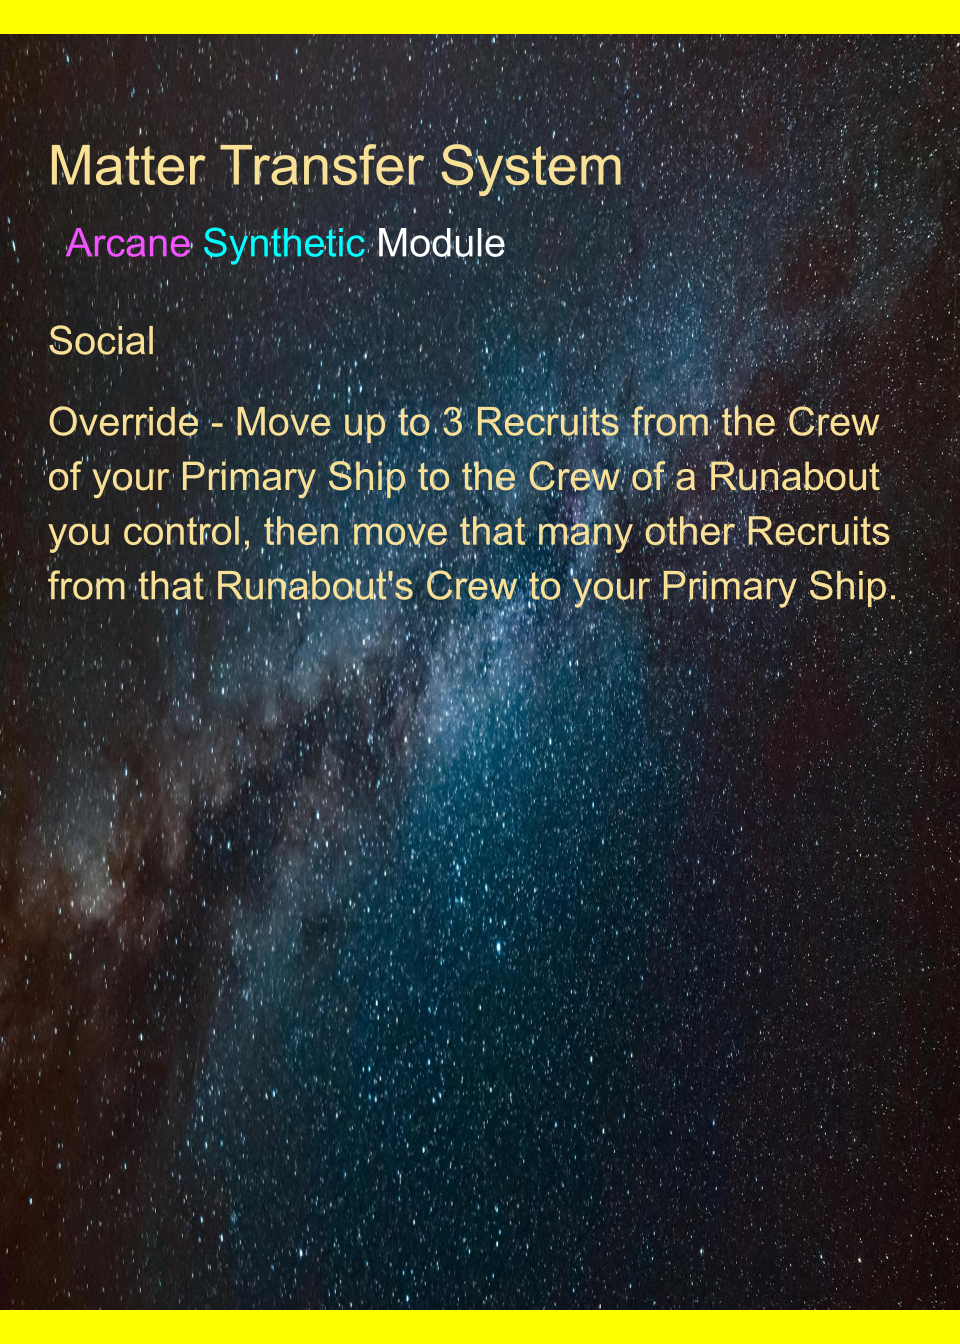 Matter Transfer System
Arcane Synthetic Module
Social
Override - Move up to 3 Recruits from the Crew
of your Primary Ship to the Crew of a Runabout
you control, then move that many other Recruits
from that Runabout's Crew to your Primary Ship.